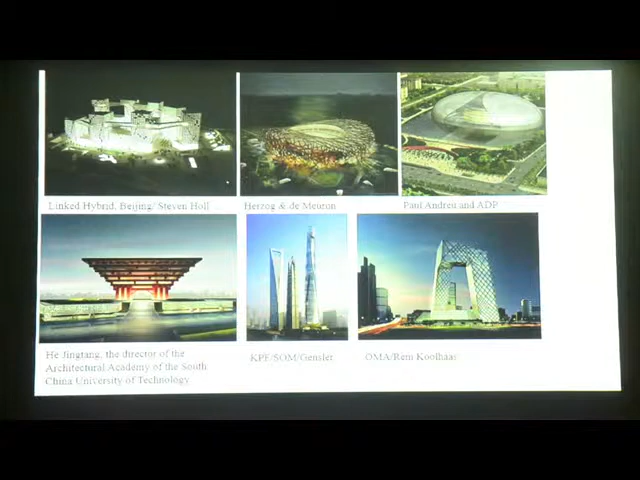 Linked Hybrid, Beijing/ Steven Holl
Herzog & de Meuron
Paul Andreu and ADP
He Jingtang, the director of the
Architectural Academy of the South
China University of Technology
KPF/SOM/Gensler
OMA/Rem Koolhaas